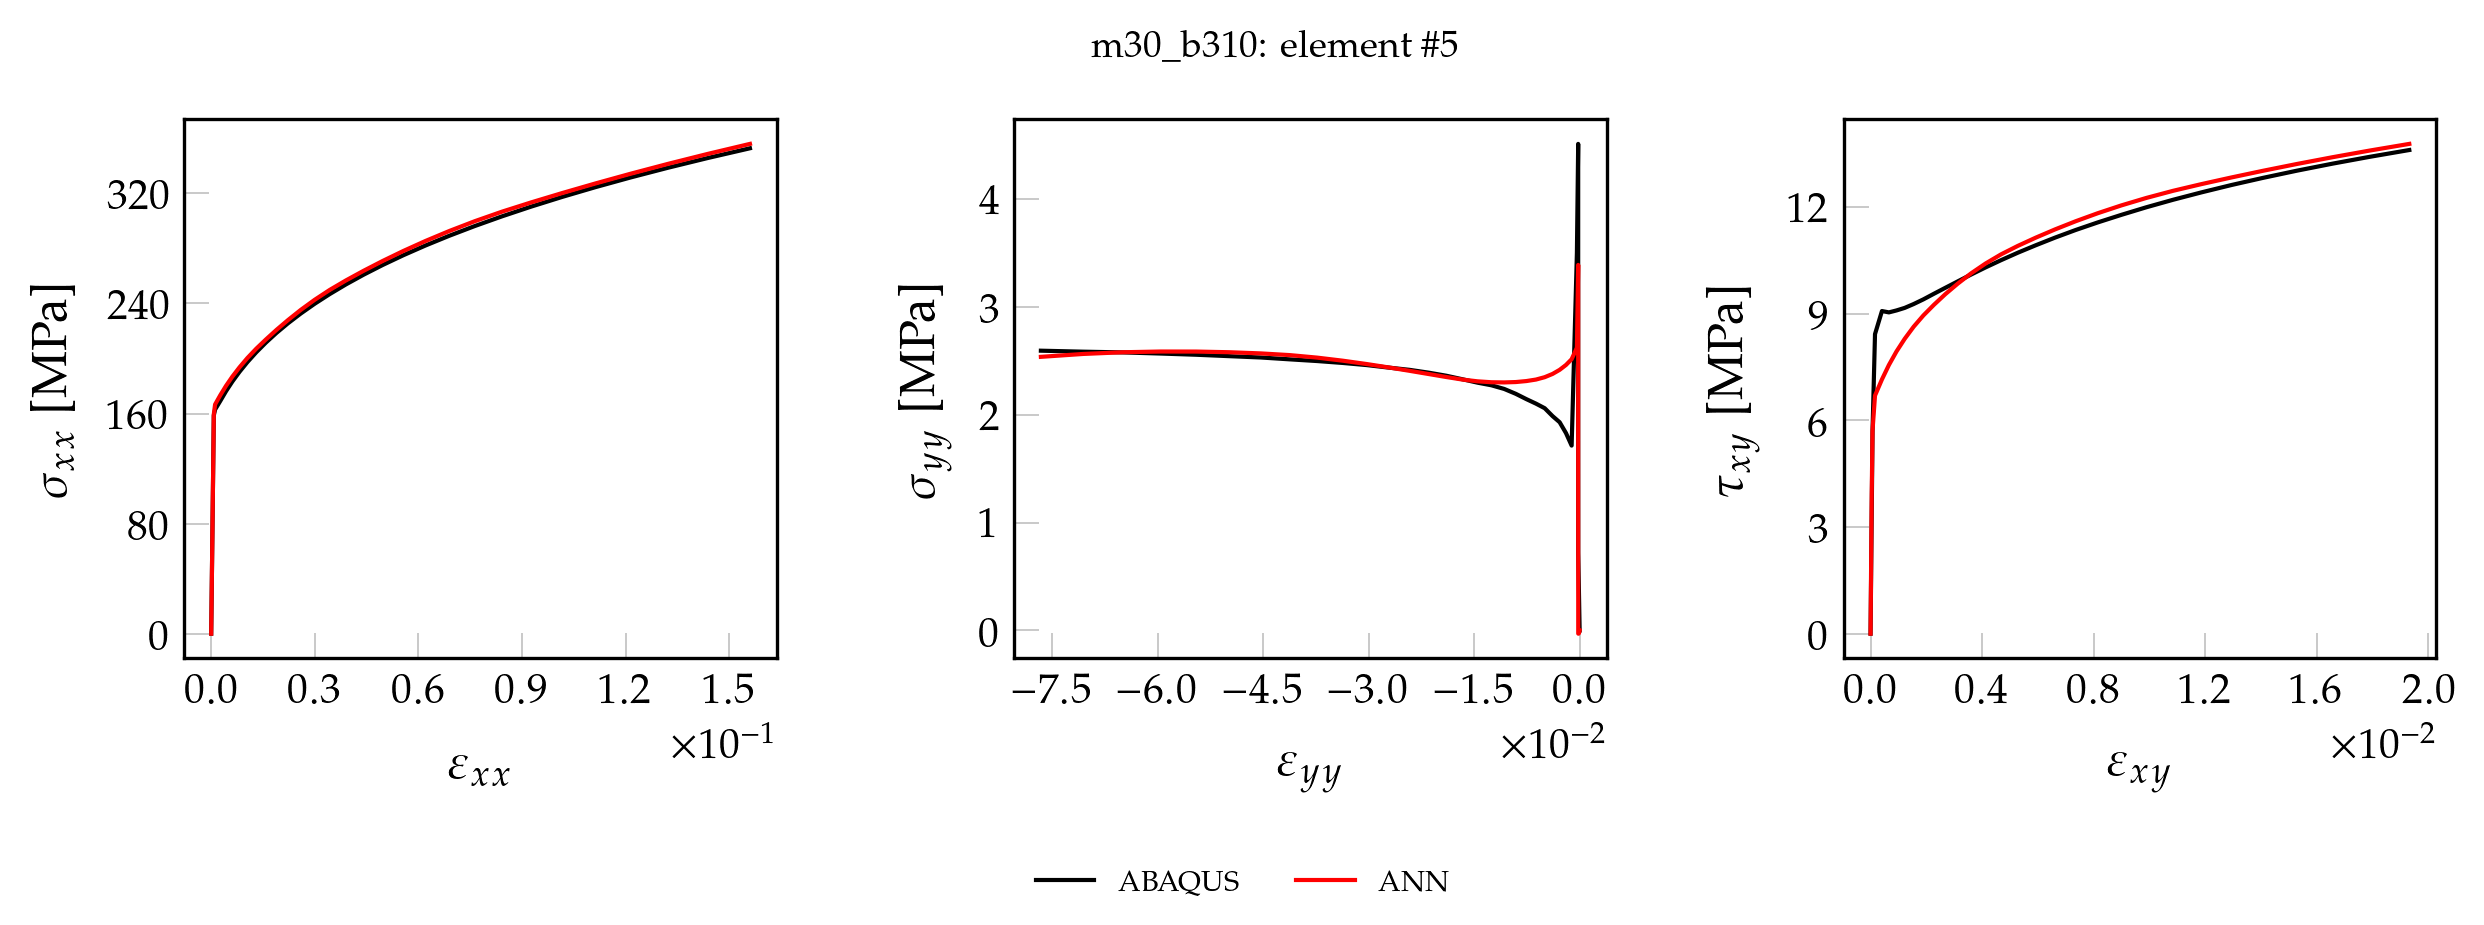 m30_b310: element #5
σxx [MPa]
320
240
160
80
0
0.0 0.3 0.6 0.9 1.2 1.5
×10⁻¹
εxx
σyy [MPa]
4
3
2
1
0
−7.5 −6.0 −4.5 −3.0 −1.5 0.0
×10⁻²
εyy
τxy [MPa]
12
9
6
3
0
0.0 0.4 0.8 1.2 1.6 2.0
×10⁻²
εxy
ABAQUS ANN